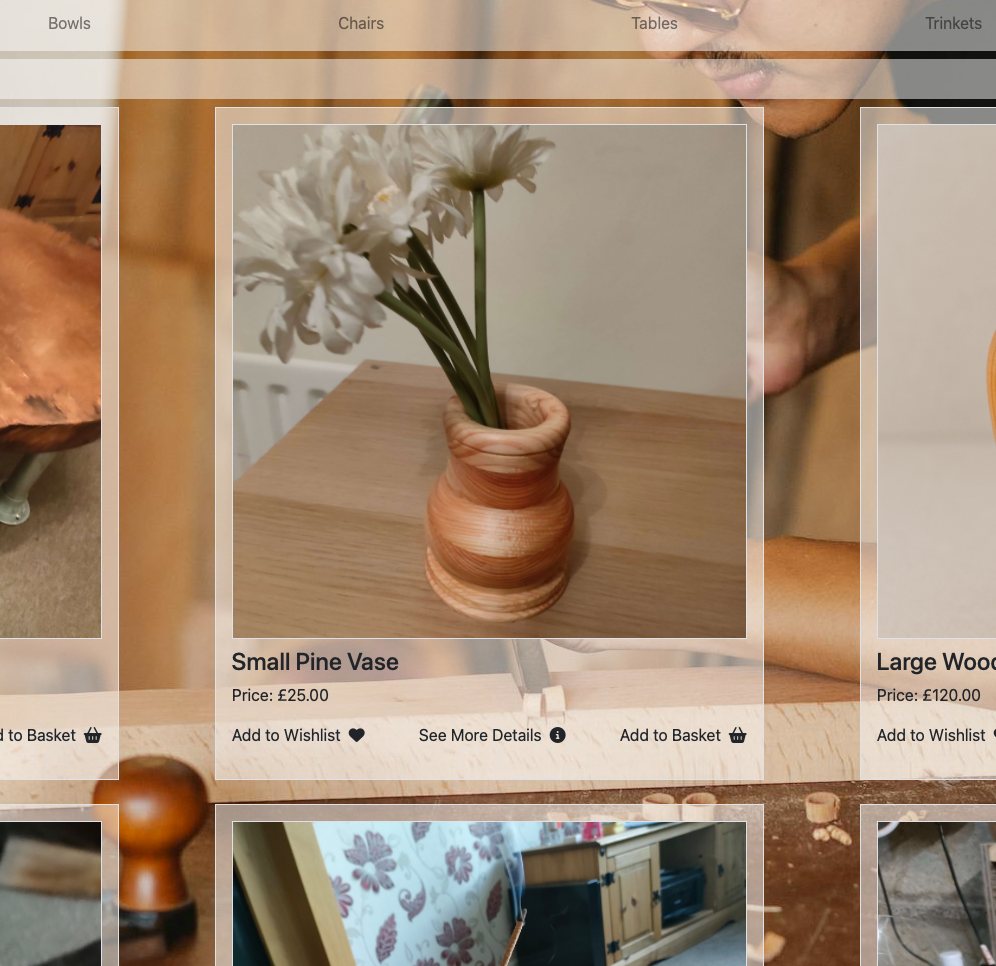 Bowls
Chairs
Tables
Trinkets
to Basket
Small Pine Vase
Price: £25.00
Add to Wishlist
See More Details
Add to Basket
Large
Price: £120.00
Add to Wishlist